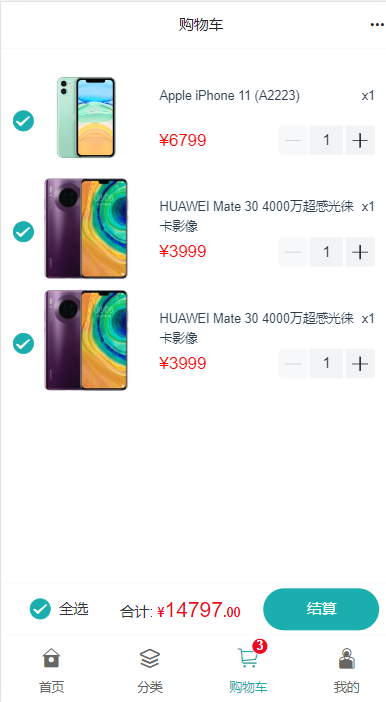 购物车
Apple iPhone 11 (A2223) x1
¥6799 1
HUAWEI Mate 30 4000万超感光徕 x1
卡影像
¥3999 1
HUAWEI Mate 30 4000万超感光徕 x1
卡影像
¥3999 1
全选 合计: ¥14797.00 结算
3
首页 分类 购物车 我的